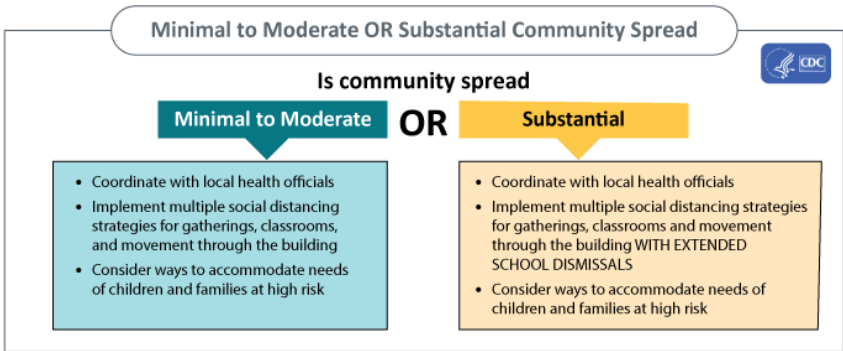 Minimal to Moderate OR Substantial Community Spread
CDC
Is community spread
Minimal to Moderate
OR
Substantial
• Coordinate with local health officials
• Implement multiple social distancing
strategies for gatherings, classrooms,
and movement through the building
• Consider ways to accommodate needs
of children and families at high risk
• Coordinate with local health officials
• Implement multiple social distancing strategies
for gatherings, classrooms and movement
through the building WITH EXTENDED
SCHOOL DISMISSALS
• Consider ways to accommodate needs of
children and families at high risk